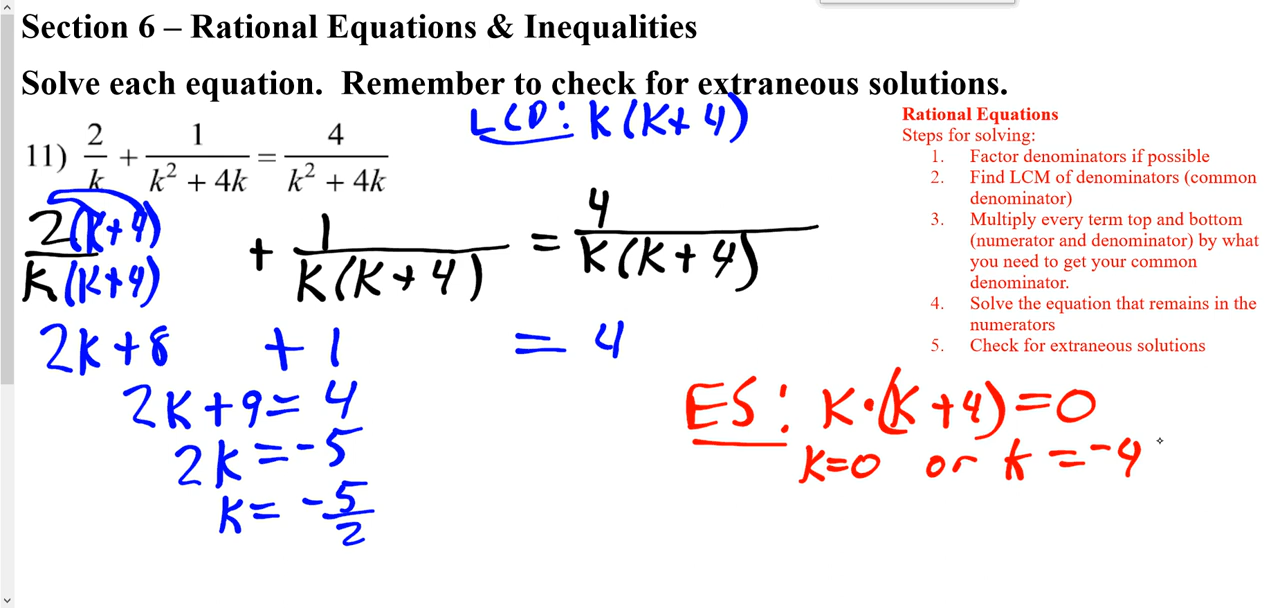 Section 6 – Rational Equations & Inequalities
Solve each equation.  Remember to check for extraneous solutions.
LCD: K(K+4)
11) 2/k + 1/(k² + 4k) = 4/(k² + 4k)
2(K+4)/K(K+4) + 1/K(K+4) = 4/K(K+4)
2K+8 +1 = 4
2K+9=4
2K=-5
K= -5/2
Rational Equations
Steps for solving:
1. Factor denominators if possible
2. Find LCM of denominators (common
denominator)
3. Multiply every term top and bottom
(numerator and denominator) by what
you need to get your common
denominator.
4. Solve the equation that remains in the
numerators
5. Check for extraneous solutions
ES: K·(K+4)=0
K=0 or K=-4